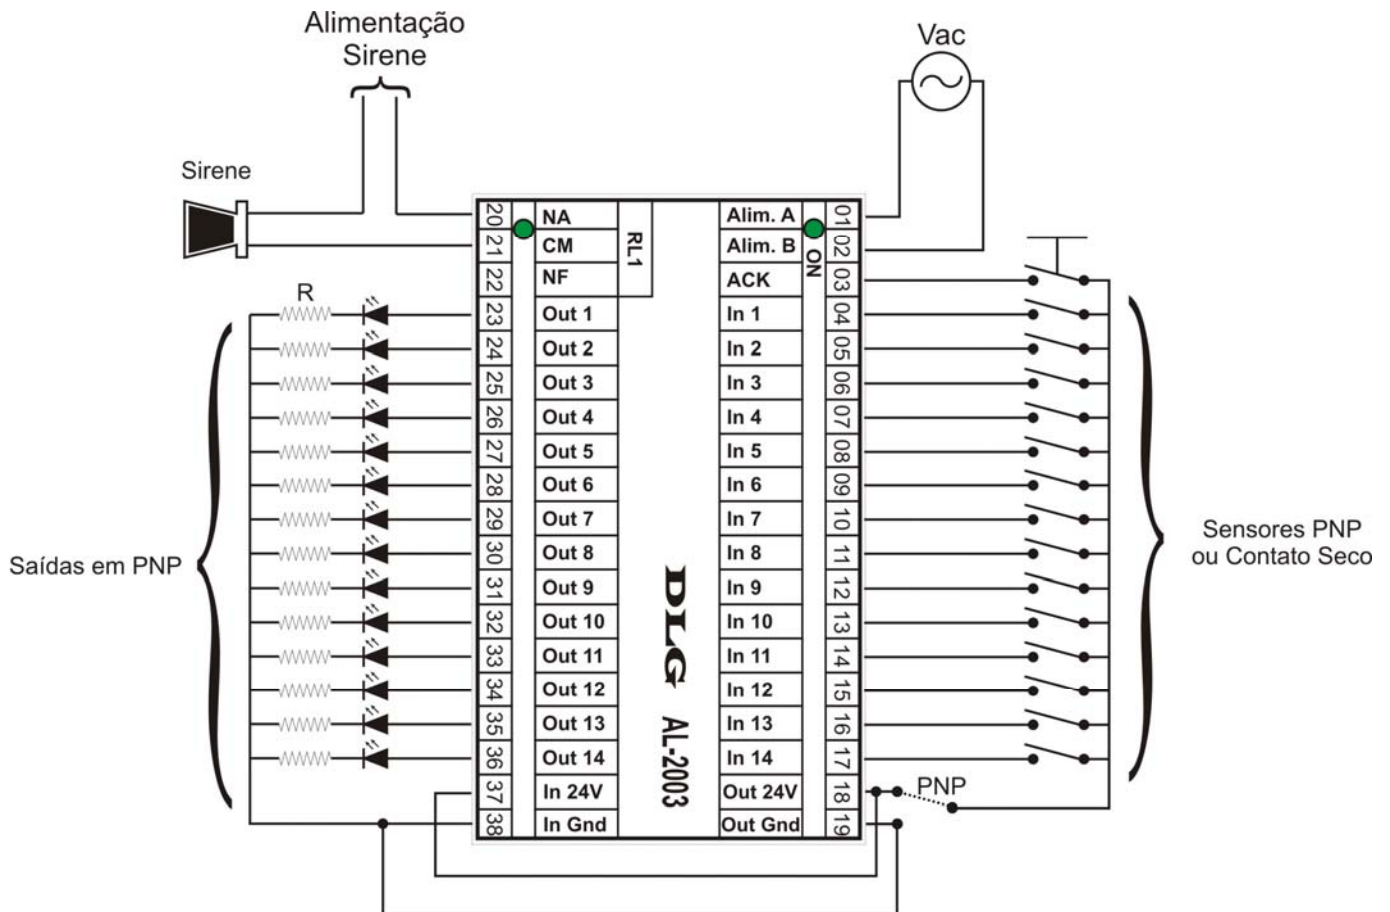 Alimentação
Sirene
Vac
Sirene
20 NA RL1 Alim. A 01
21 CM Alim. B ON 02
22 NF ACK 03
R
23 Out 1 In 1 04
24 Out 2 In 2 05
25 Out 3 In 3 06
26 Out 4 In 4 07
27 Out 5 In 5 08
28 Out 6 In 6 09
29 Out 7 In 7 10
30 Out 8 In 8 11
31 Out 9 In 9 12
32 Out 10 In 10 13
33 Out 11 In 11 14
34 Out 12 In 12 15
35 Out 13 In 13 16
36 Out 14 In 14 17
37 In 24V Out 24V 18
38 In Gnd Out Gnd 19
DLG AL-2003
PNP
Saídas em PNP
Sensores PNP
ou Contato Seco